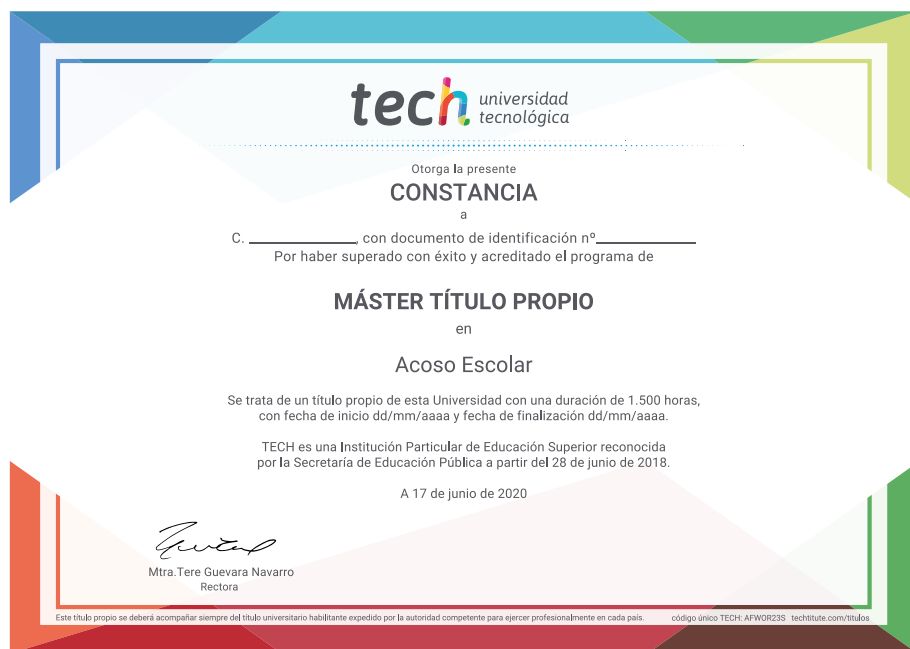 tech universidad
tecnológica
Otorga la presente
CONSTANCIA
a
C. ____________, con documento de identificación nº____________
Por haber superado con éxito y acreditado el programa de
MÁSTER TÍTULO PROPIO
en
Acoso Escolar
Se trata de un título propio de esta Universidad con una duración de 1.500 horas,
con fecha de inicio dd/mm/aaaa y fecha de finalización dd/mm/aaaa.
TECH es una Institución Particular de Educación Superior reconocida
por la Secretaría de Educación Pública a partir del 28 de junio de 2018.
A 17 de junio de 2020
Mtra.Tere Guevara Navarro
Rectora
Este título propio se deberá acompañar siempre del título universitario habilitante expedido por la autoridad competente para ejercer profesionalmente en cada país. código único TECH: AFWOR23S techtitute.com/titulos